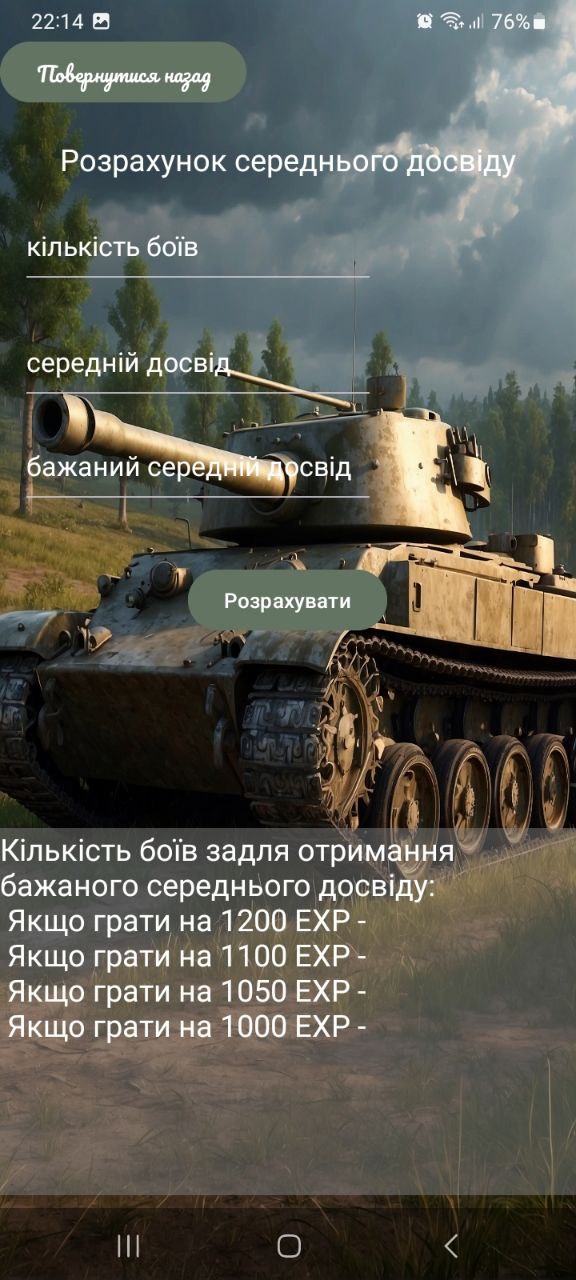 22:14
76%
Повернутися назад
Розрахунок середнього досвіду
кількість боїв
середній досвід
бажаний середній досвід
Розрахувати
Кількість боїв задля отримання
бажаного середнього досвіду:
Якщо грати на 1200 EXP -
Якщо грати на 1100 EXP -
Якщо грати на 1050 EXP -
Якщо грати на 1000 EXP -